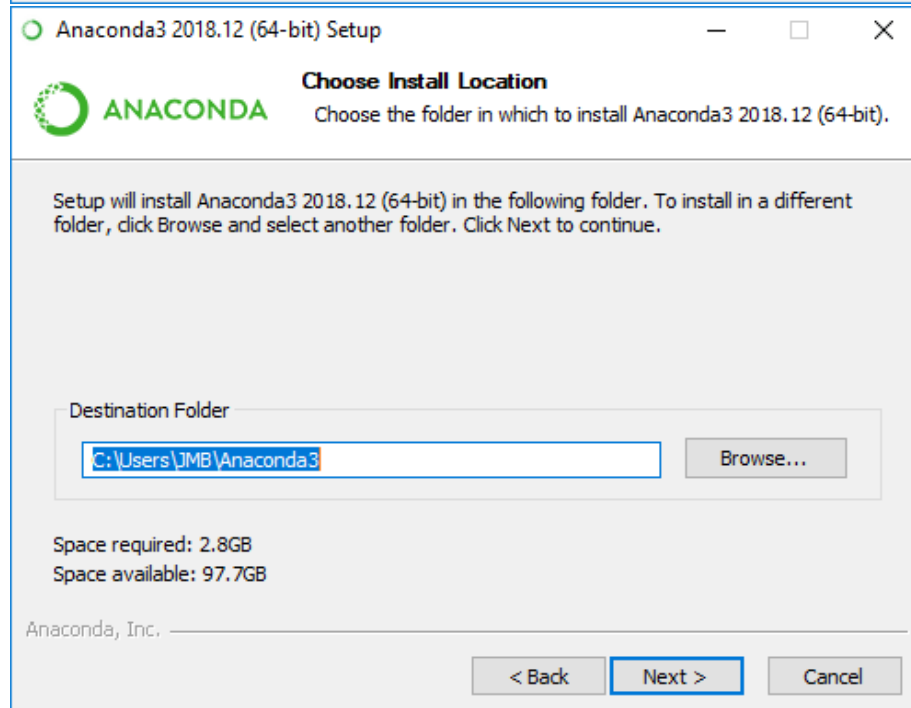 Anaconda3 2018.12 (64-bit) Setup
ANACONDA
Choose Install Location
Choose the folder in which to install Anaconda3 2018.12 (64-bit).
Setup will install Anaconda3 2018.12 (64-bit) in the following folder. To install in a different
folder, click Browse and select another folder. Click Next to continue.
Destination Folder
C:\Users\JMB\Anaconda3
Browse...
Space required: 2.8GB
Space available: 97.7GB
Anaconda, Inc.
< Back
Next >
Cancel